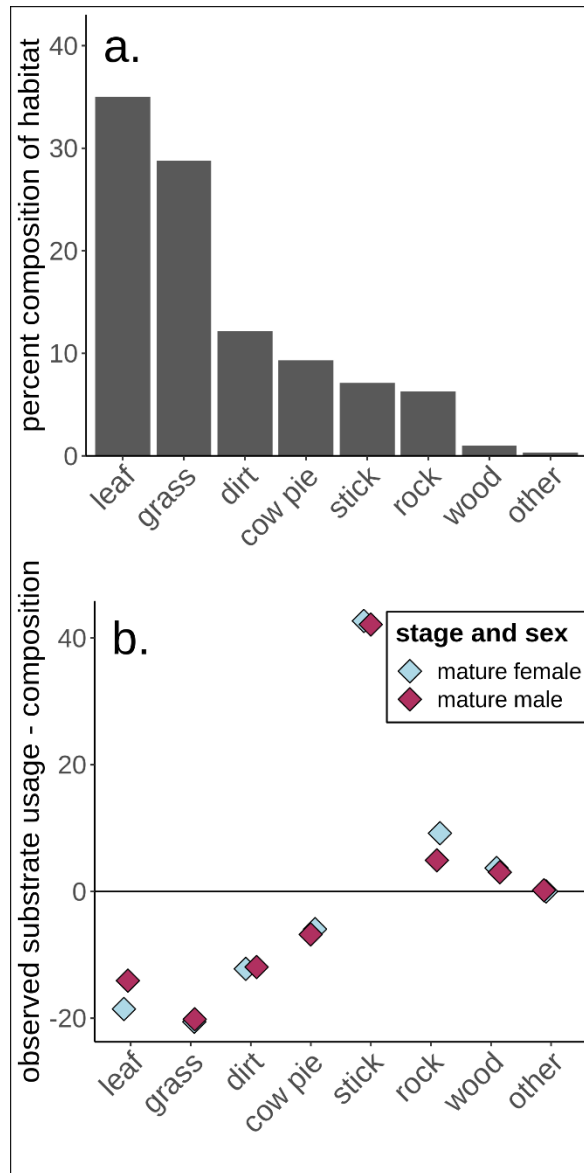 a.
percent composition of habitat
40
30
20
10
0
leaf
grass
dirt
cow pie
stick
rock
wood
other
b.
observed substrate usage - composition
40
20
0
-20
stage and sex
mature female
mature male
leaf
grass
dirt
cow pie
stick
rock
wood
other